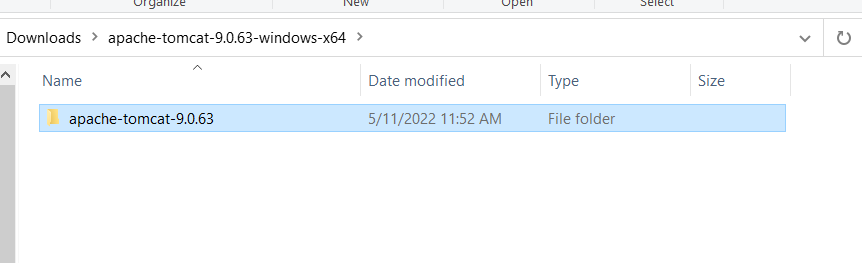 Organize New Open Select
Downloads > apache-tomcat-9.0.63-windows-x64 >
Name Date modified Type Size
apache-tomcat-9.0.63 5/11/2022 11:52 AM File folder